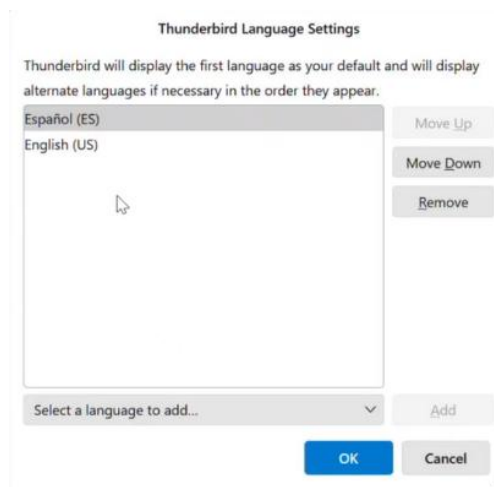 Thunderbird Language Settings
Thunderbird will display the first language as your default and will display
alternate languages if necessary in the order they appear.
Español (ES)
Move Up
English (US)
Move Down
Remove
Select a language to add...
Add
OK
Cancel